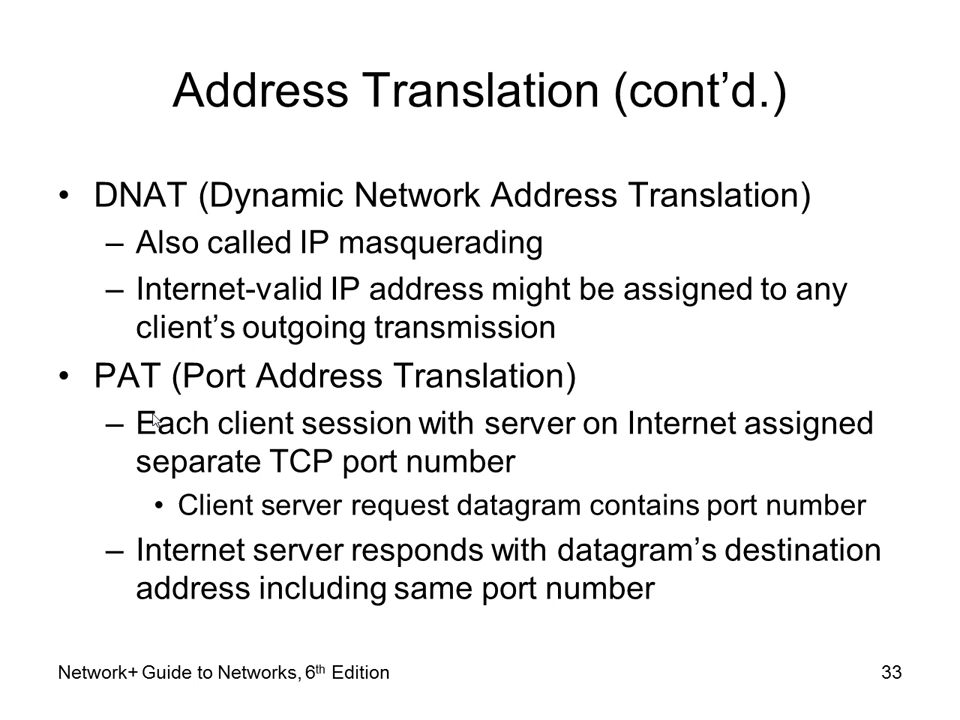 Address Translation (cont’d.)
• DNAT (Dynamic Network Address Translation)
– Also called IP masquerading
– Internet-valid IP address might be assigned to any
client’s outgoing transmission
• PAT (Port Address Translation)
– Each client session with server on Internet assigned
separate TCP port number
• Client server request datagram contains port number
– Internet server responds with datagram’s destination
address including same port number
Network+ Guide to Networks, 6th Edition
33